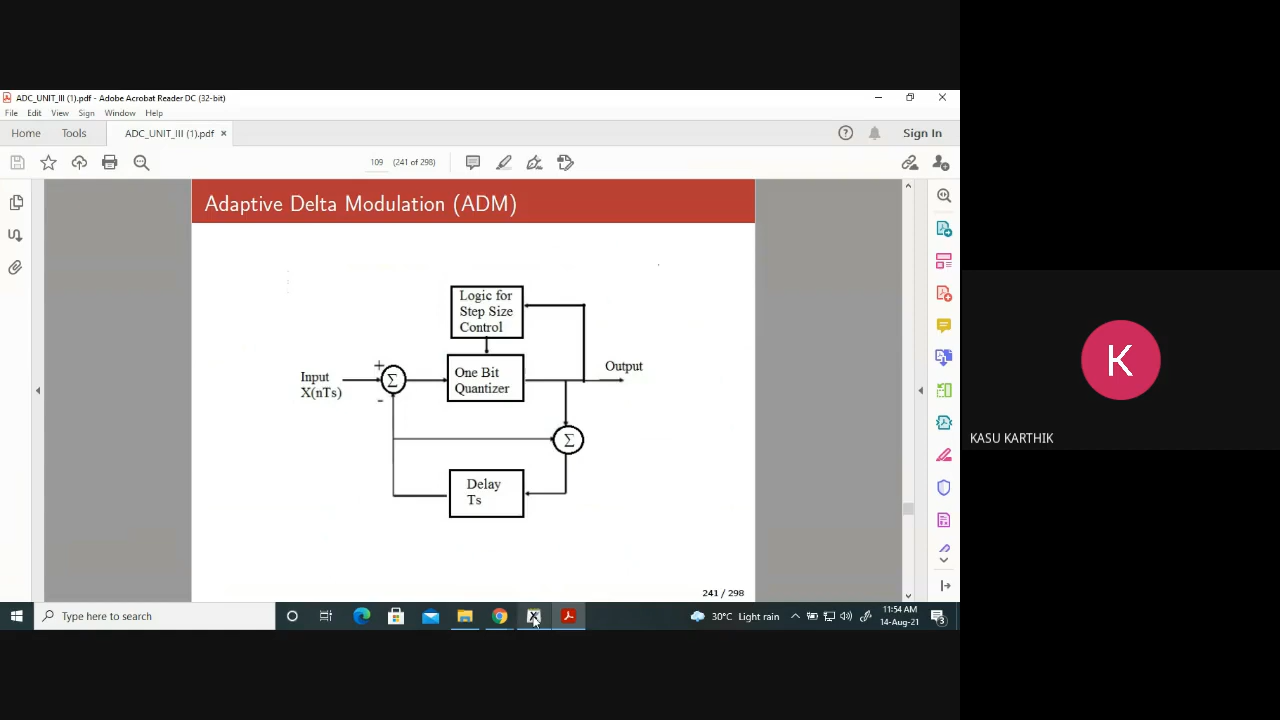 ADC_UNIT_III (1).pdf - Adobe Acrobat Reader DC (32-bit)
File Edit View Sign Window Help
Home Tools ADC_UNIT_III (1).pdf × Sign In
109 (241 of 298)
Adaptive Delta Modulation (ADM)
Logic for
Step Size
Control
+
Output
Input
X(nTs)
Σ
One Bit
Quantizer
-
Σ
Delay
Ts
241 / 298
K
KASU KARTHIK
Type here to search
30°C Light rain
11:54 AM
14-Aug-21
3